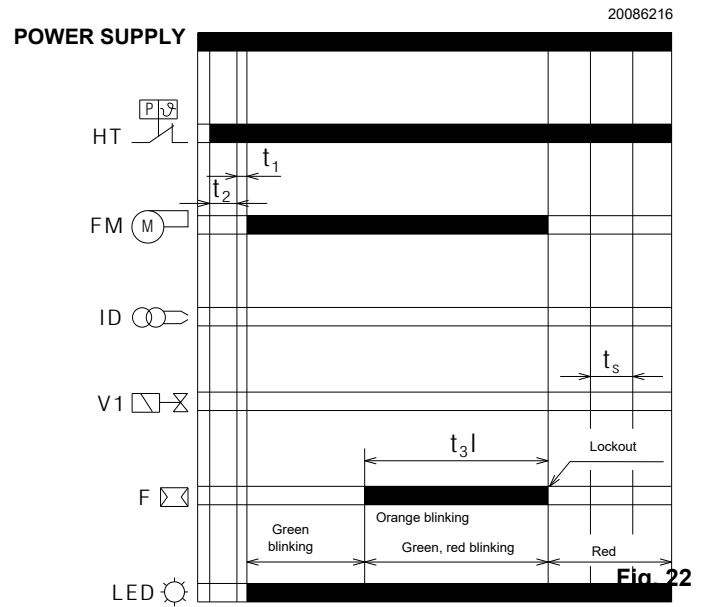 20086216
POWER SUPPLY
P ϑ
HT
t1
t2
FM M
ID
ts
V1
t3l
Lockout
F
Orange blinking
Green
blinking
Green, red blinking
Red
Fig. 22
LED